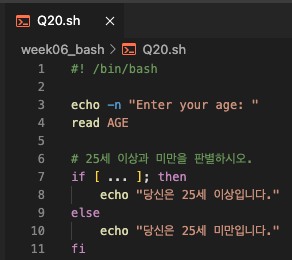 Q20.sh
week06_bash > Q20.sh
1 #! /bin/bash
2
3 echo -n "Enter your age: "
4 read AGE
5
6 # 25세 이상과 미만을 판별하시오.
7 if [ ... ]; then
8     echo "당신은 25세 이상입니다."
9 else
10     echo "당신은 25세 미만입니다."
11 fi